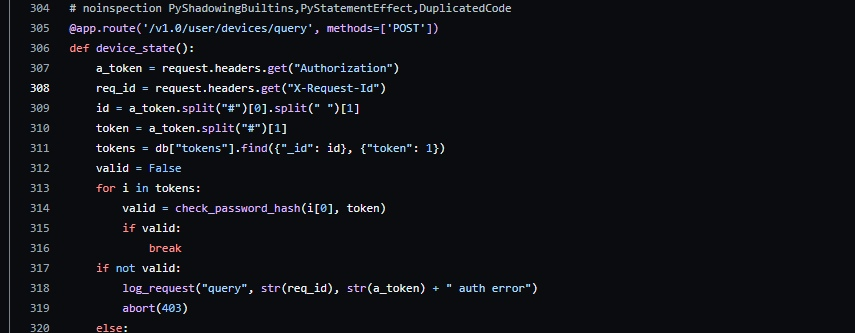 304 # noinspection PyShadowingBuiltins,PyStatementEffect,DuplicatedCode
305 @app.route('/v1.0/user/devices/query', methods=['POST'])
306 def device_state():
307     a_token = request.headers.get("Authorization")
308     req_id = request.headers.get("X-Request-Id")
309     id = a_token.split("#")[0].split(" ")[1]
310     token = a_token.split("#")[1]
311     tokens = db["tokens"].find({"_id": id}, {"token": 1})
312     valid = False
313     for i in tokens:
314         valid = check_password_hash(i[0], token)
315         if valid:
316             break
317     if not valid:
318         log_request("query", str(req_id), str(a_token) + " auth error")
319         abort(403)
320     else: